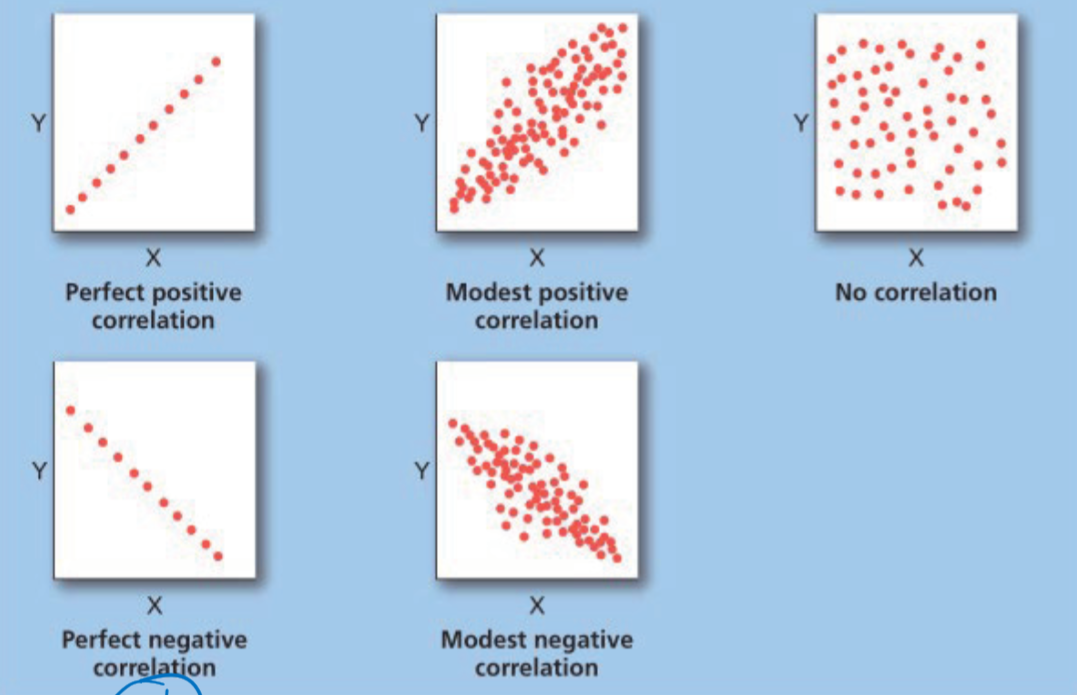 Y
X
Perfect positive
correlation
Y
X
Modest positive
correlation
Y
X
No correlation
Y
X
Perfect negative
correlation
Y
X
Modest negative
correlation